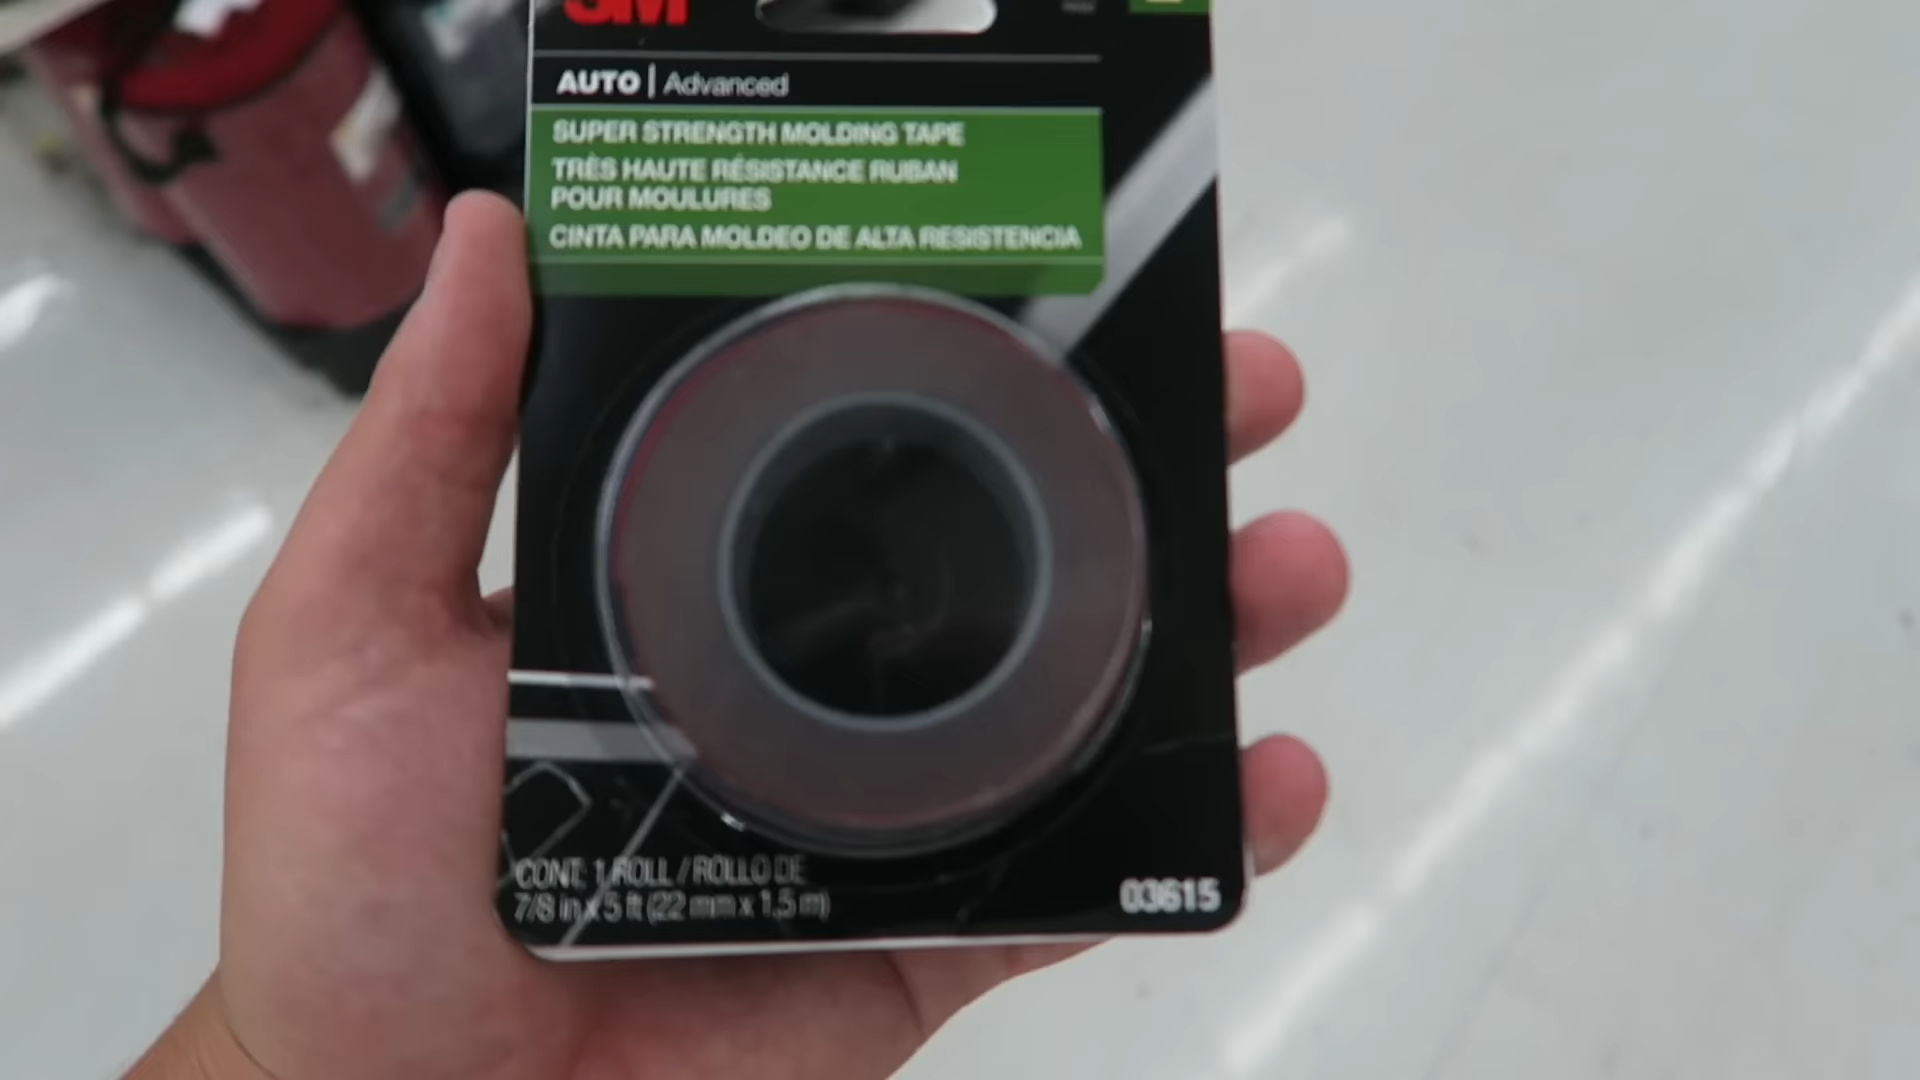 3M
AUTO | Advanced
SUPER STRENGTH MOLDING TAPE
TRÈS HAUTE RÉSISTANCE RUBAN
POUR MOULURES
CINTA PARA MOLDEO DE ALTA RESISTENCIA
CONT: 1 ROLL / ROLLO DE
7/8 in x 5 ft (22 mm x 1,5 m)
03615